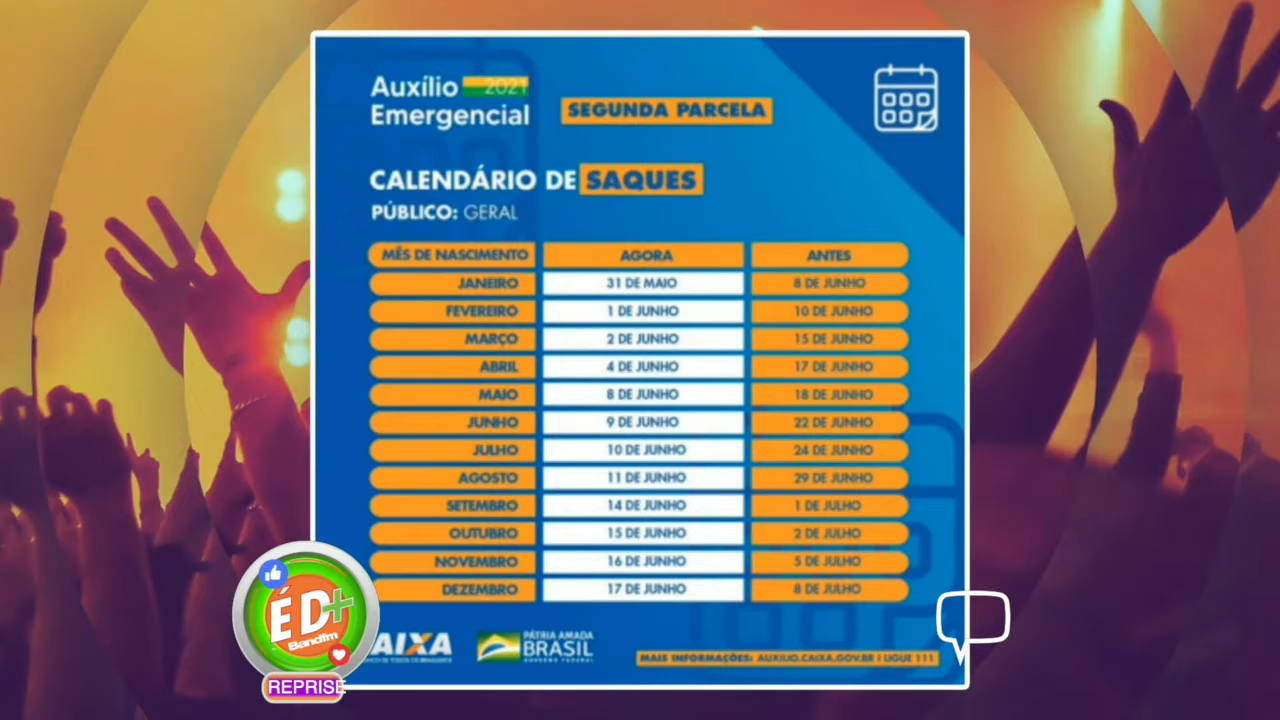 Auxílio 2021
Emergencial
SEGUNDA PARCELA
CALENDÁRIO DE SAQUES
PÚBLICO: GERAL
MÊS DE NASCIMENTO AGORA ANTES
JANEIRO 31 DE MAIO 8 DE JUNHO
FEVEREIRO 1 DE JUNHO 10 DE JUNHO
MARÇO 2 DE JUNHO 15 DE JUNHO
ABRIL 4 DE JUNHO 17 DE JUNHO
MAIO 8 DE JUNHO 18 DE JUNHO
JUNHO 9 DE JUNHO 22 DE JUNHO
JULHO 10 DE JUNHO 24 DE JUNHO
AGOSTO 11 DE JUNHO 29 DE JUNHO
SETEMBRO 14 DE JUNHO 1 DE JULHO
OUTUBRO 15 DE JUNHO 2 DE JULHO
NOVEMBRO 16 DE JUNHO 5 DE JULHO
DEZEMBRO 17 DE JUNHO 8 DE JULHO
ÉD+
Bandfm
REPRISE
AIXA
PÁTRIA AMADA
BRASIL
GOVERNO FEDERAL
MAIS INFORMAÇÕES: AUXILIO.CAIXA.GOV.BR | LIGUE 111